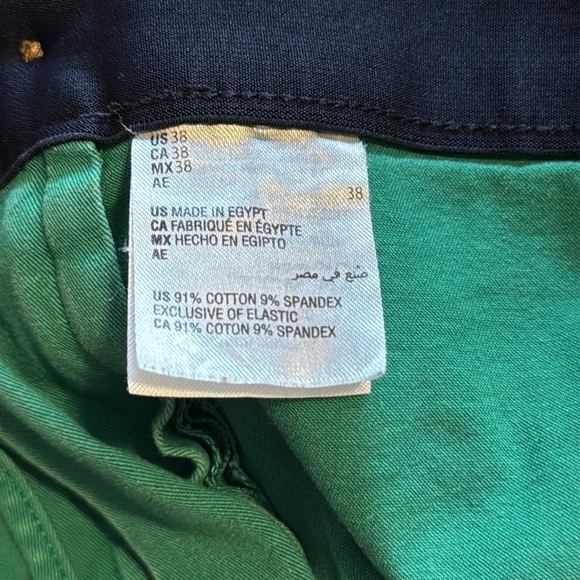 US 38
CA 38
MX 38
AE
38
US MADE IN EGYPT
CA FABRIQUÉ EN ÉGYPTE
MX HECHO EN EGIPTO
AE
صنع في مصر
US 91% COTTON 9% SPANDEX
EXCLUSIVE OF ELASTIC
CA 91% COTON 9% SPANDEX